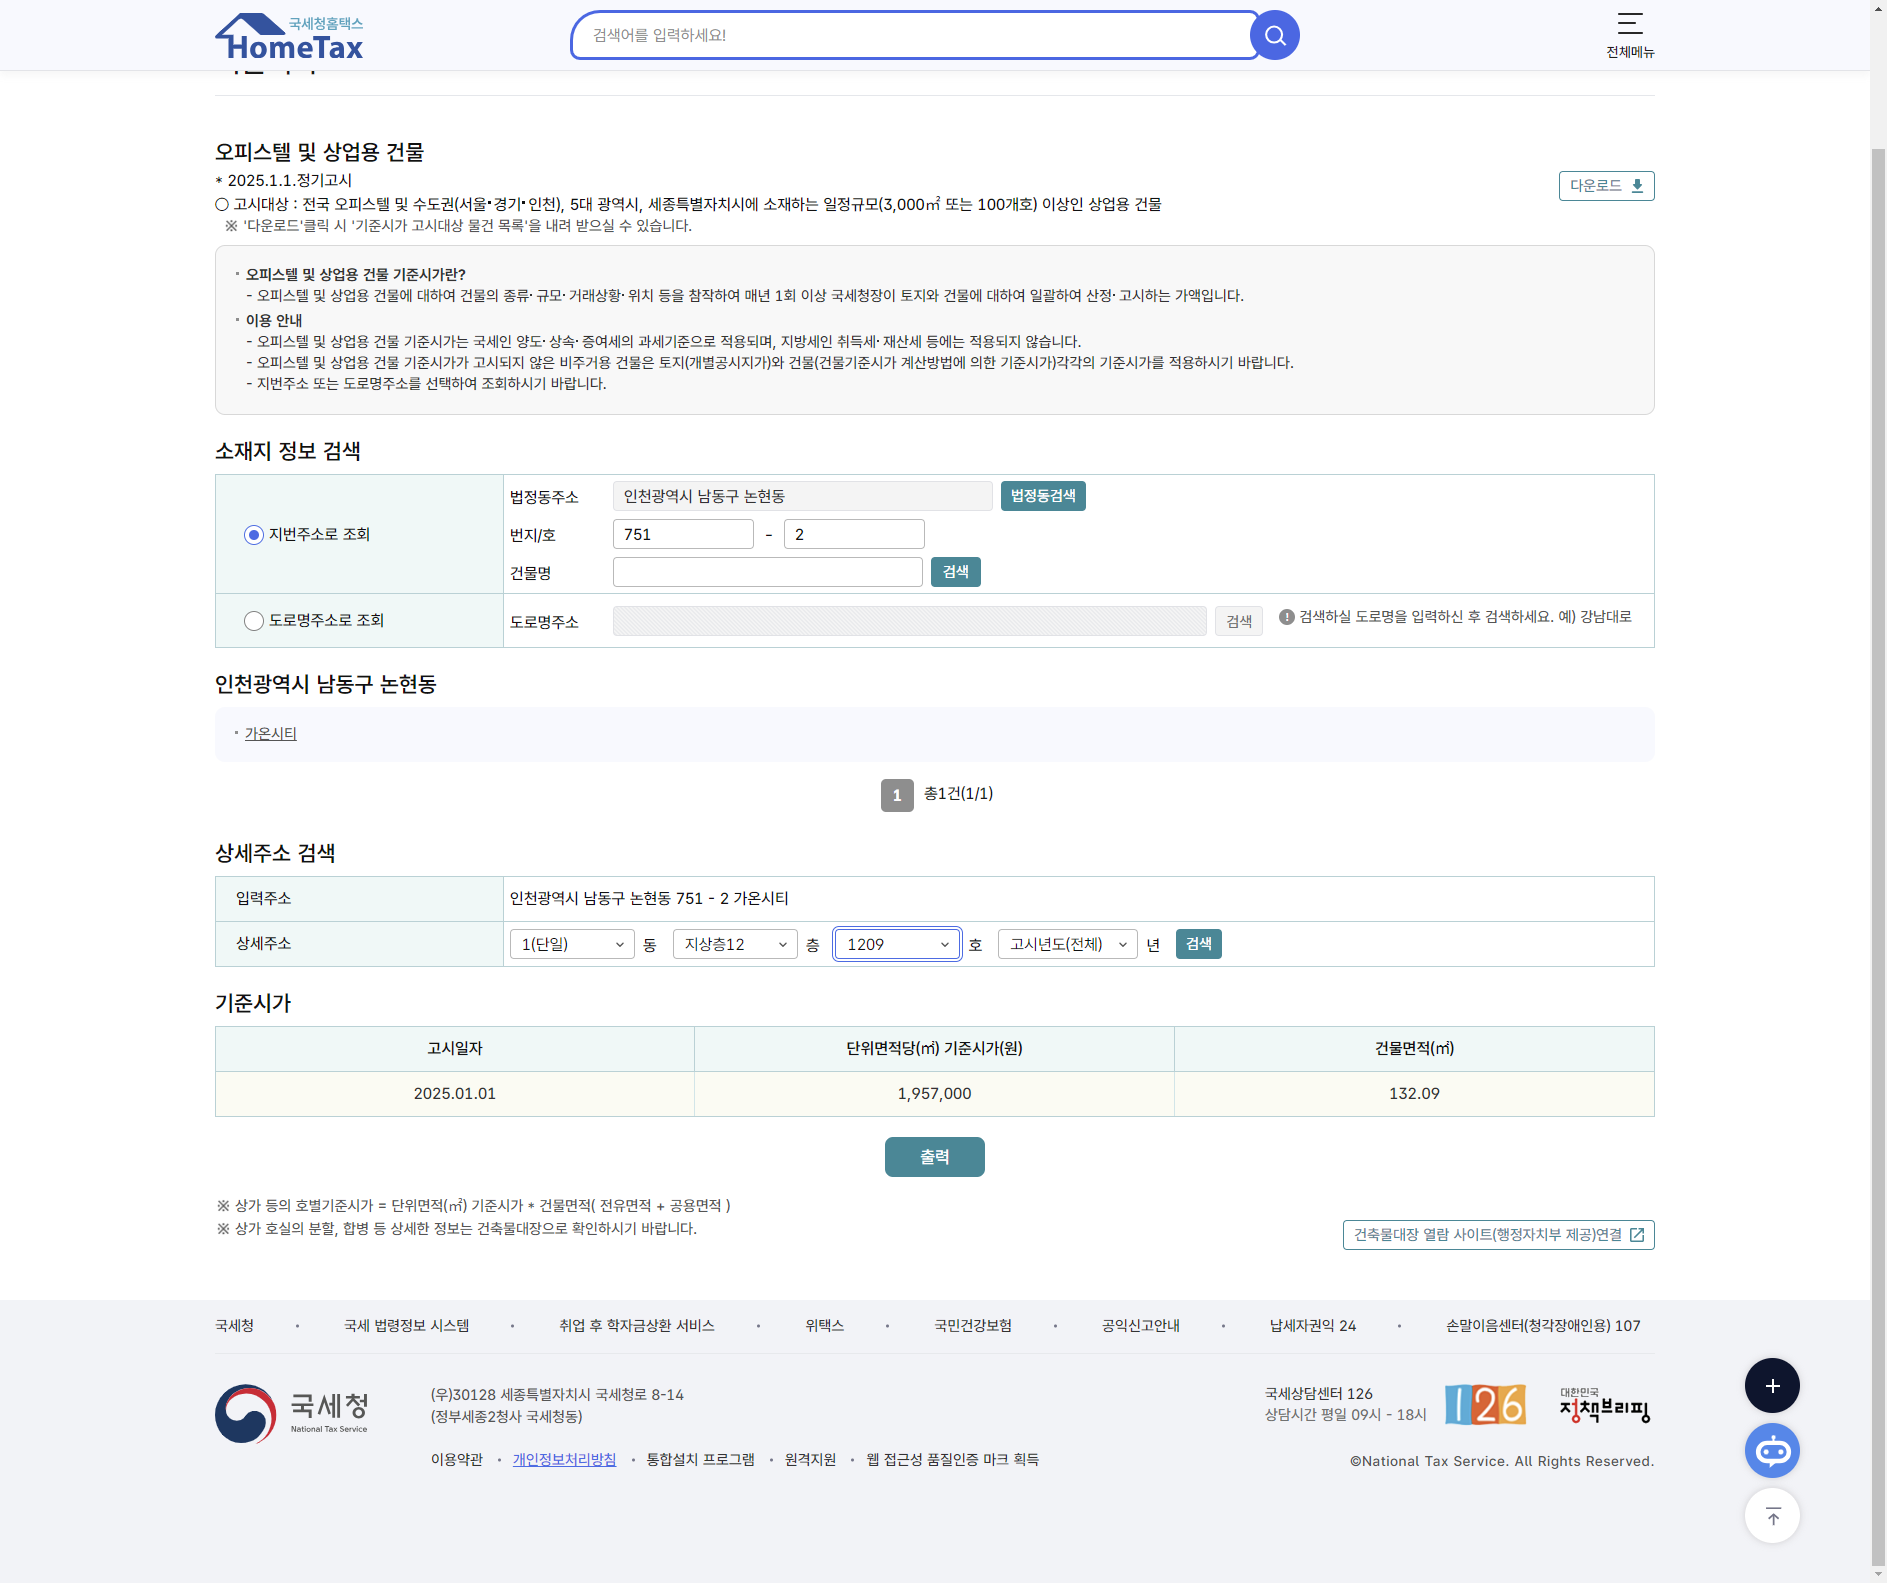 국세청홈택스
HomeTax
검색어를 입력하세요!
전체메뉴
오피스텔 및 상업용 건물
* 2025.1.1.정기고시
다운로드
○ 고시대상 : 전국 오피스텔 및 수도권(서울·경기·인천), 5대 광역시, 세종특별자치시에 소재하는 일정규모(3,000㎡ 또는 100개호) 이상인 상업용 건물
※ '다운로드'클릭 시 '기준시가 고시대상 물건 목록'을 내려 받으실 수 있습니다.
· 오피스텔 및 상업용 건물 기준시가란?
- 오피스텔 및 상업용 건물에 대하여 건물의 종류· 규모· 거래상황· 위치 등을 참작하여 매년 1회 이상 국세청장이 토지와 건물에 대하여 일괄하여 산정· 고시하는 가액입니다.
· 이용 안내
- 오피스텔 및 상업용 건물 기준시가는 국세인 양도· 상속· 증여세의 과세기준으로 적용되며, 지방세인 취득세· 재산세 등에는 적용되지 않습니다.
- 오피스텔 및 상업용 건물 기준시가가 고시되지 않은 비주거용 건물은 토지(개별공시지가)와 건물(건물기준시가 계산방법에 의한 기준시가)각각의 기준시가를 적용하시기 바랍니다.
- 지번주소 또는 도로명주소를 선택하여 조회하시기 바랍니다.
소재지 정보 검색
지번주소로 조회
법정동주소 인천광역시 남동구 논현동 법정동검색
번지/호 751 - 2
건물명 검색
도로명주소로 조회 도로명주소 검색 ! 검색하실 도로명을 입력하신 후 검색하세요. 예) 강남대로
인천광역시 남동구 논현동
· 가온시티
1 총1건(1/1)
상세주소 검색
입력주소 인천광역시 남동구 논현동 751 - 2 가온시티
상세주소 1(단일) 동 지상층12 층 1209 호 고시년도(전체) 년 검색
기준시가
고시일자 단위면적당(㎡) 기준시가(원) 건물면적(㎡)
2025.01.01 1,957,000 132.09
출력
※ 상가 등의 호별기준시가 = 단위면적(㎡) 기준시가 * 건물면적( 전유면적 + 공용면적 )
※ 상가 호실의 분할, 합병 등 상세한 정보는 건축물대장으로 확인하시기 바랍니다.
건축물대장 열람 사이트(행정자치부 제공)연결
국세청 · 국세 법령정보 시스템 · 취업 후 학자금상환 서비스 · 위택스 · 국민건강보험 · 공익신고안내 · 납세자권익 24 · 손말이음센터(청각장애인용) 107
국세청
National Tax Service
(우)30128 세종특별자치시 국세청로 8-14
(정부세종2청사 국세청동)
국세상담센터 126
상담시간 평일 09시 - 18시
126
대한민국
정책브리핑
이용약관 · 개인정보처리방침 · 통합설치 프로그램 · 원격지원 · 웹 접근성 품질인증 마크 획득
©National Tax Service. All Rights Reserved.